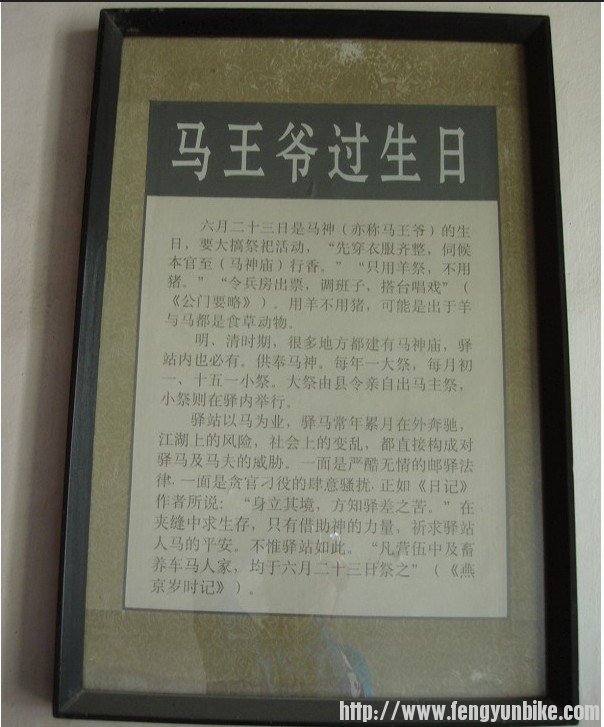 马王爷过生日
六月二十三日是马神（亦称马王爷）的生
日，要大搞祭祀活动，“先穿衣服齐整，伺候
本官至（马神庙）行香。”“只用羊祭，不用
猪。”“令兵房出票，调班子，搭台唱戏”（
《公门要略》）。用羊不用猪，可能是出于羊
与马都是食草动物。
明、清时期，很多地方都建有马神庙，驿
站内也必有。供奉马神。每年一大祭，每月初
一、十五一小祭。大祭由县令亲自出马主祭，
小祭则在驿内举行。
驿站以马为业，驿马常年累月在外奔驰，
江湖上的风险，社会上的变乱，都直接构成对
驿马及马夫的威胁。一面是严酷无情的邮驿法
律，一面是贪官刁役的肆意骚扰，正如《日记》
作者所说：“身立其境，方知驿差之苦。”在
夹缝中求生存，只有借助神的力量，祈求驿站
人马的平安。不惟驿站如此。“凡营伍中及畜
养车马人家，均于六月二十三日祭之”（《燕
京岁时记》）。
http://www.fengyunbike.com